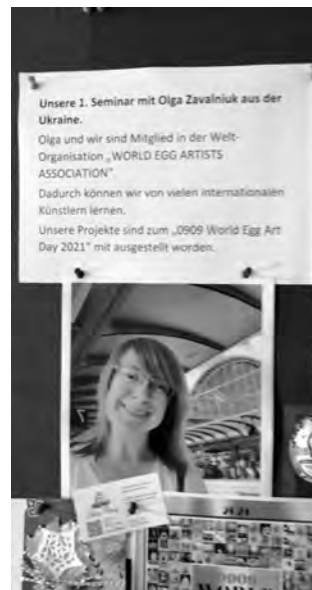 Unsere 1. Seminar mit Olga Zavalniuk aus der
Ukraine.
Olga und wir sind Mitglied in der Welt-
Organisation „WORLD EGG ARTISTS
ASSOCIATION"
Dadurch können wir von vielen internationalen
Künstlern lernen.
Unsere Projekte sind zum „0909 World Egg Art
Day 2021" mit ausgestellt worden.
0909